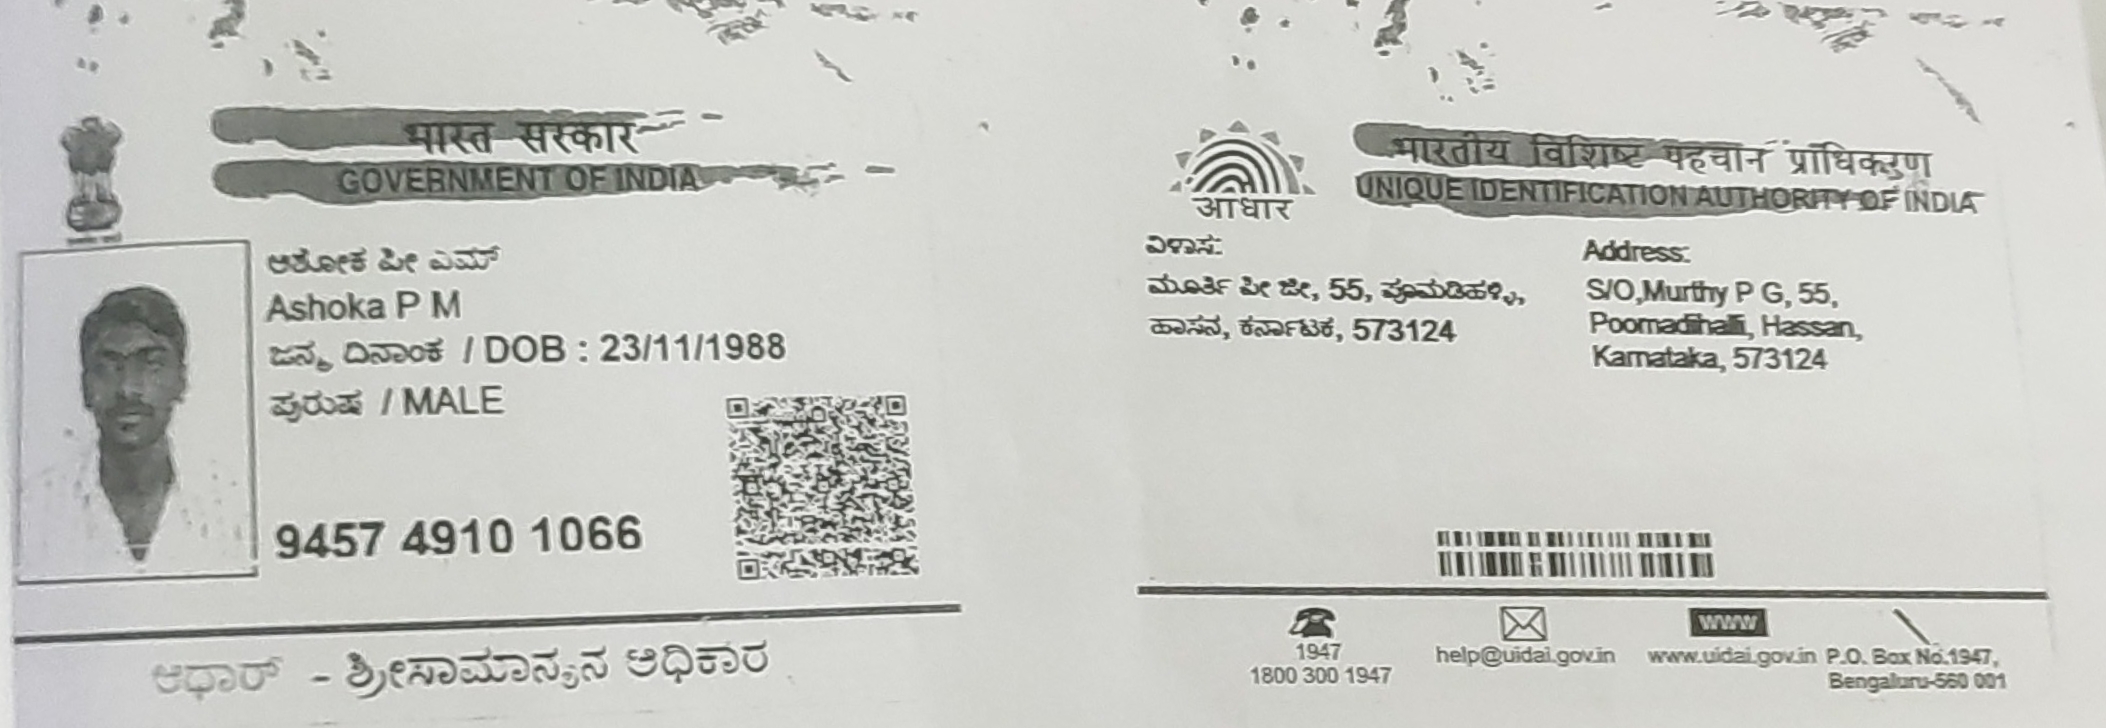 भारत सरकार
GOVERNMENT OF INDIA
ಆಶೋಕ ಪೀ ಎಮ್
Ashoka P M
ಜನ್ಮ ದಿನಾಂಕ / DOB : 23/11/1988
ಪುರುಷ / MALE
9457 4910 1066
ಆಧಾರ್ - ಶ್ರೀಸಾಮಾನ್ಯನ ಅಧಿಕಾರ
भारतीय विशिष्ट पहचान प्राधिकरण
UNIQUE IDENTIFICATION AUTHORITY OF INDIA
आधार
ವಿಳಾಸ:
ಮೂರ್ತಿ ಪೀ ಜೀ, 55, ಪೂಮಡಿಹಳ್ಳಿ,
ಹಾಸನ, ಕರ್ನಾಟಕ, 573124
Address:
S/O,Murthy P G, 55,
Poomadihalli, Hassan,
Karnataka, 573124
1947
1800 300 1947
help@uidai.gov.in
www
www.uidai.gov.in
P.O. Box No.1947,
Bengaluru-560 001